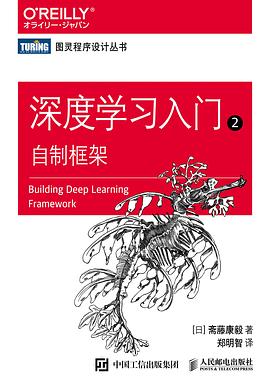 O'REILLY®
オライリー・ジャパン
TURING 图灵程序设计丛书
深度学习入门 2
自制框架
Building Deep Learning
Framework
[日] 斋藤康毅 著
郑明智 译
中国工信出版集团
人民邮电出版社
POSTS & TELECOM PRESS